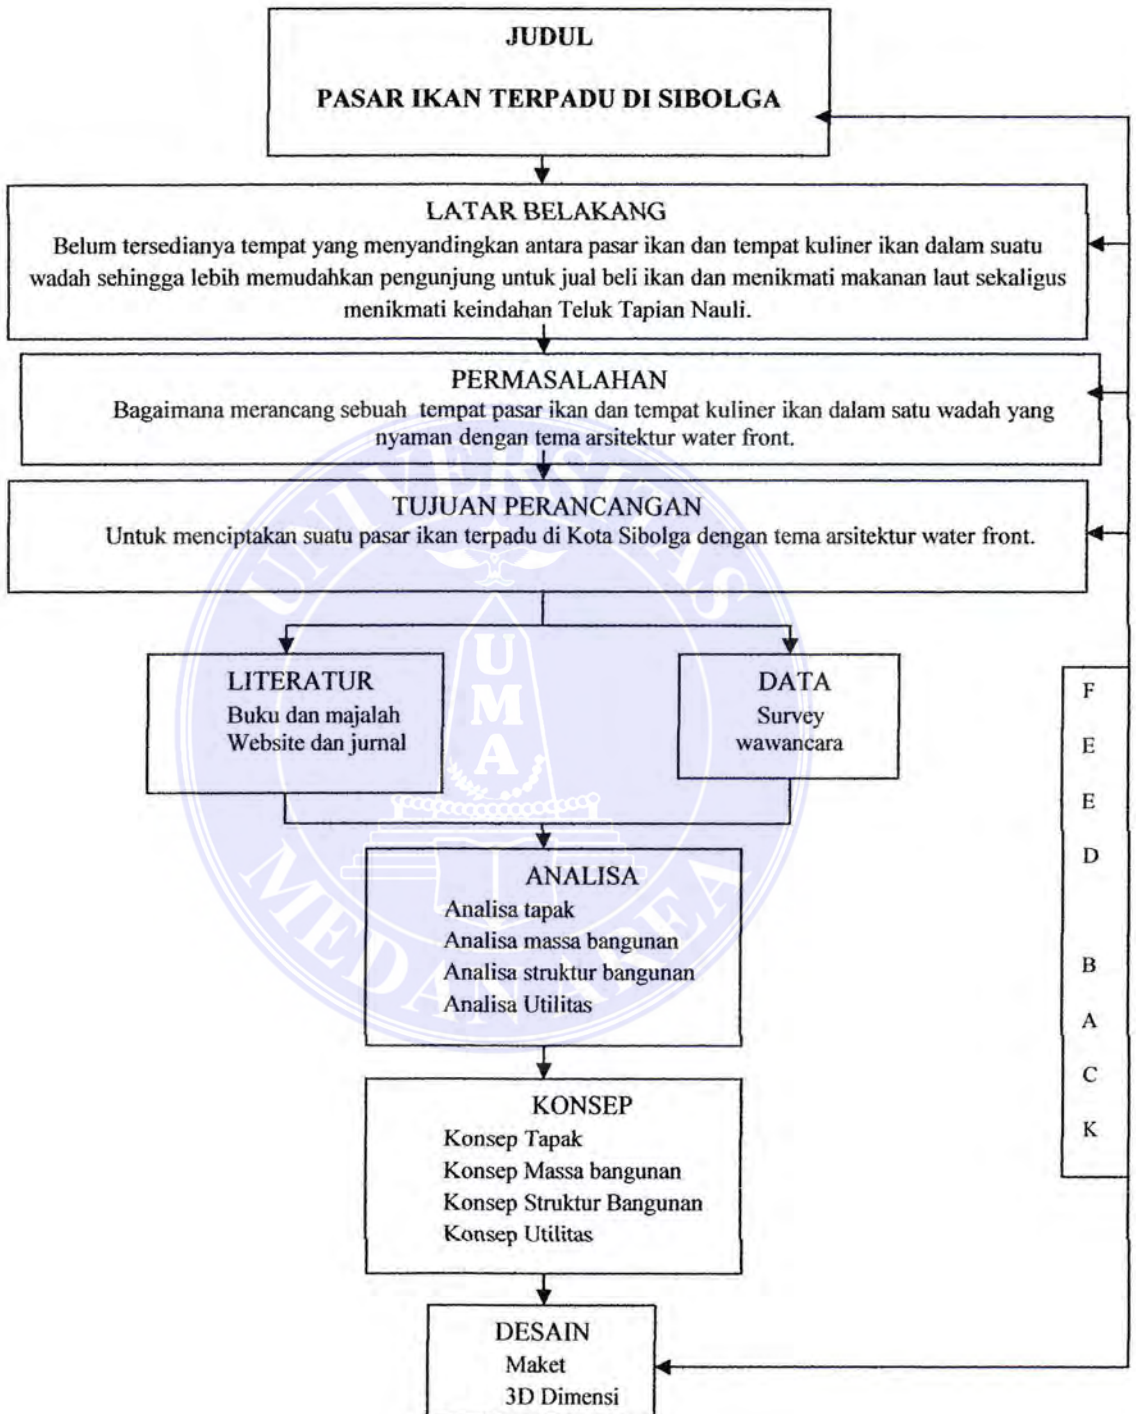 JUDUL
PASAR IKAN TERPADU DI SIBOLGA
LATAR BELAKANG
Belum tersedianya tempat yang menyandingkan antara pasar ikan dan tempat kuliner ikan dalam suatu
wadah sehingga lebih memudahkan pengunjung untuk jual beli ikan dan menikmati makanan laut sekaligus
menikmati keindahan Teluk Tapian Nauli.
PERMASALAHAN
Bagaimana merancang sebuah tempat pasar ikan dan tempat kuliner ikan dalam satu wadah yang
nyaman dengan tema arsitektur water front.
TUJUAN PERANCANGAN
Untuk menciptakan suatu pasar ikan terpadu di Kota Sibolga dengan tema arsitektur water front.
LITERATUR
Buku dan majalah
Website dan jurnal
DATA
Survey
wawancara
ANALISA
Analisa tapak
Analisa massa bangunan
Analisa struktur bangunan
Analisa Utilitas
KONSEP
Konsep Tapak
Konsep Massa bangunan
Konsep Struktur Bangunan
Konsep Utilitas
DESAIN
Maket
3D Dimensi
F
E
E
D
B
A
C
K
UNIVERSITAS
MEDAN AREA
U
M
A